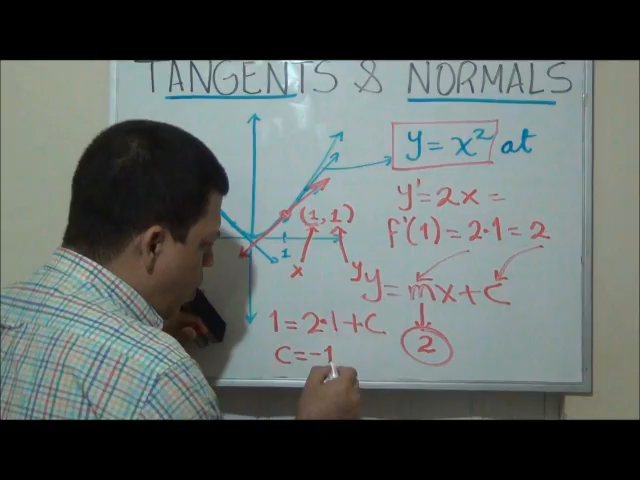 TANGENTS & NORMALS
y = x² at
y' = 2x =
(1, 1)
f'(1) = 2·1 = 2
1
x
y
y = mx + c
1 = 2·1 + c
2
c = -1